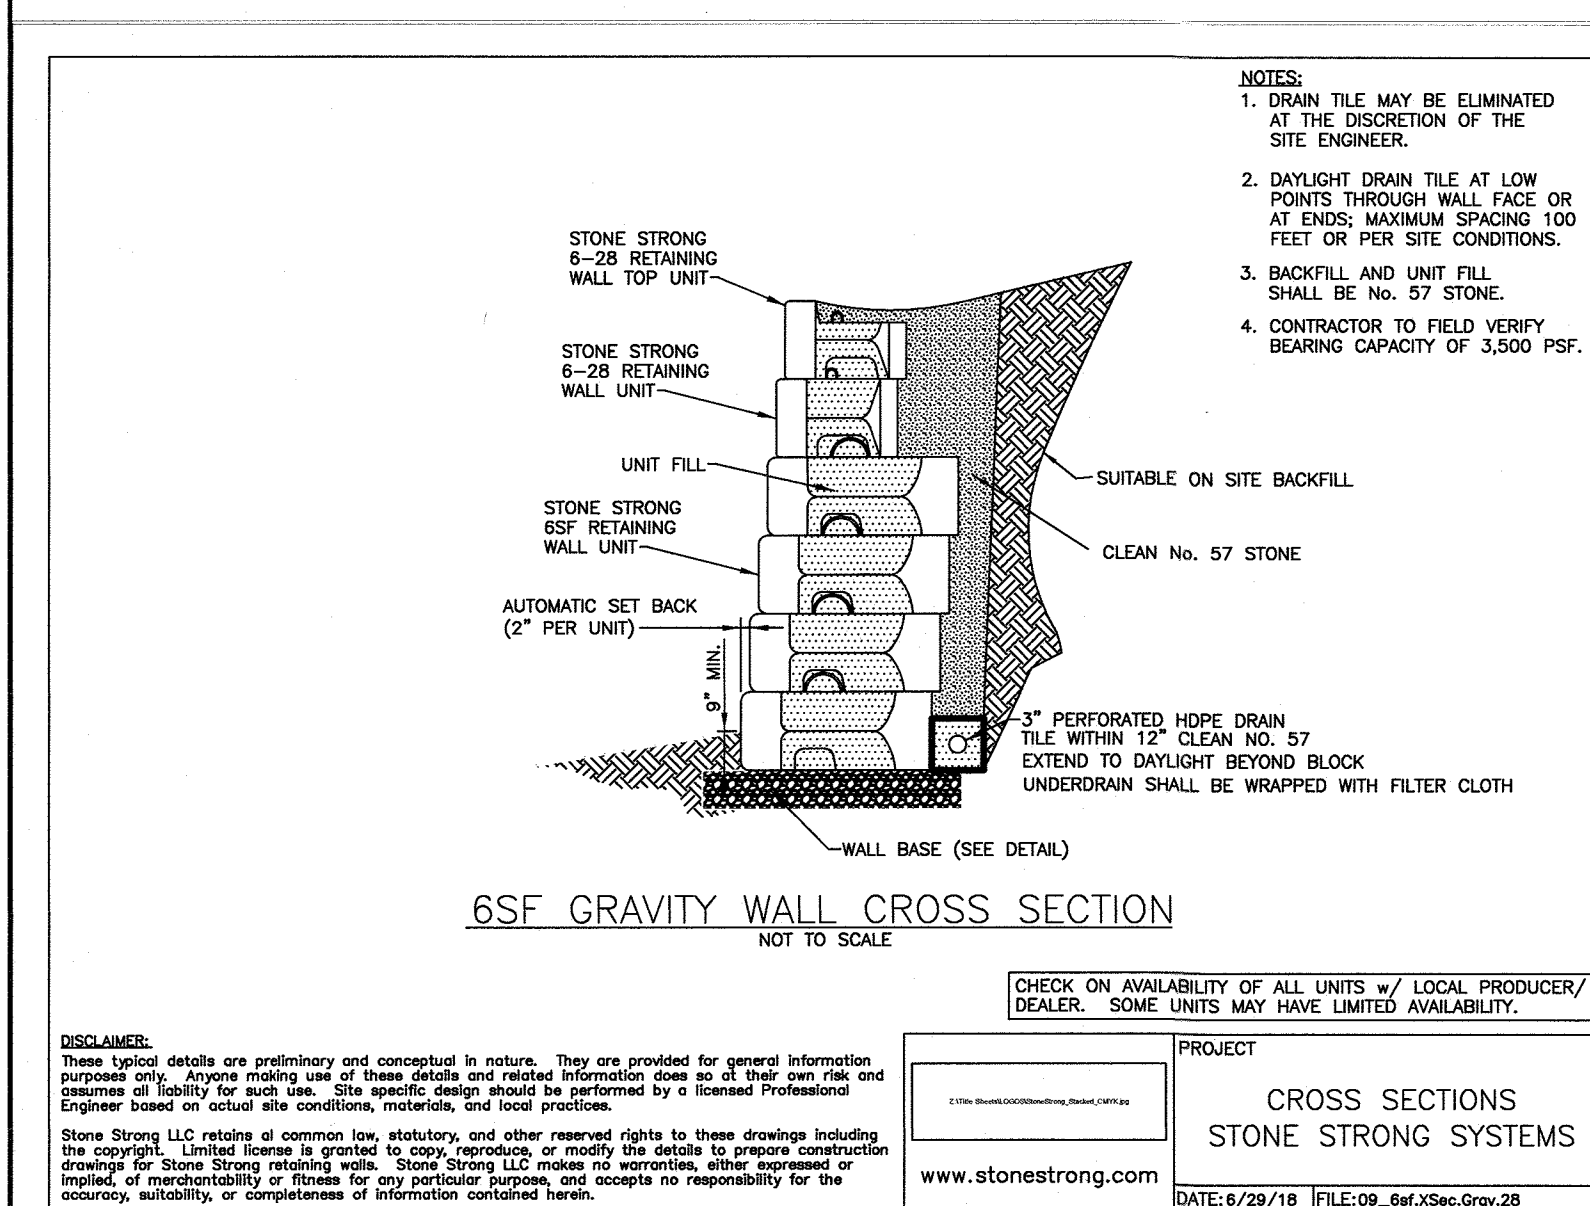 NOTES:
1. DRAIN TILE MAY BE ELIMINATED
AT THE DISCRETION OF THE
SITE ENGINEER.
2. DAYLIGHT DRAIN TILE AT LOW
POINTS THROUGH WALL FACE OR
AT ENDS; MAXIMUM SPACING 100
FEET OR PER SITE CONDITIONS.
3. BACKFILL AND UNIT FILL
SHALL BE No. 57 STONE.
4. CONTRACTOR TO FIELD VERIFY
BEARING CAPACITY OF 3,500 PSF.
STONE STRONG
6-28 RETAINING
WALL TOP UNIT
STONE STRONG
6-28 RETAINING
WALL UNIT
UNIT FILL
STONE STRONG
6SF RETAINING
WALL UNIT
AUTOMATIC SET BACK
(2" PER UNIT)
9" MIN.
SUITABLE ON SITE BACKFILL
CLEAN No. 57 STONE
3" PERFORATED HDPE DRAIN
TILE WITHIN 12" CLEAN NO. 57
EXTEND TO DAYLIGHT BEYOND BLOCK
UNDERDRAIN SHALL BE WRAPPED WITH FILTER CLOTH
WALL BASE (SEE DETAIL)
6SF GRAVITY WALL CROSS SECTION
NOT TO SCALE
CHECK ON AVAILABILITY OF ALL UNITS w/ LOCAL PRODUCER/
DEALER. SOME UNITS MAY HAVE LIMITED AVAILABILITY.
DISCLAIMER:
These typical details are preliminary and conceptual in nature. They are provided for general information
purposes only. Anyone making use of these details and related information does so at their own risk and
assumes all liability for such use. Site specific design should be performed by a licensed Professional
Engineer based on actual site conditions, materials, and local practices.
Stone Strong LLC retains al common law, statutory, and other reserved rights to these drawings including
the copyright. Limited license is granted to copy, reproduce, or modify the details to prepare construction
drawings for Stone Strong retaining walls. Stone Strong LLC makes no warranties, either expressed or
implied, of merchantability or fitness for any particular purpose, and accepts no responsibility for the
accuracy, suitability, or completeness of information contained herein.
Z:\Title Sheets\LOGOS\StoneStrong_Stacked_CMYK.jpg
www.stonestrong.com
PROJECT
CROSS SECTIONS
STONE STRONG SYSTEMS
DATE: 6/29/18 FILE: 09_6sf.XSec.Grav.28